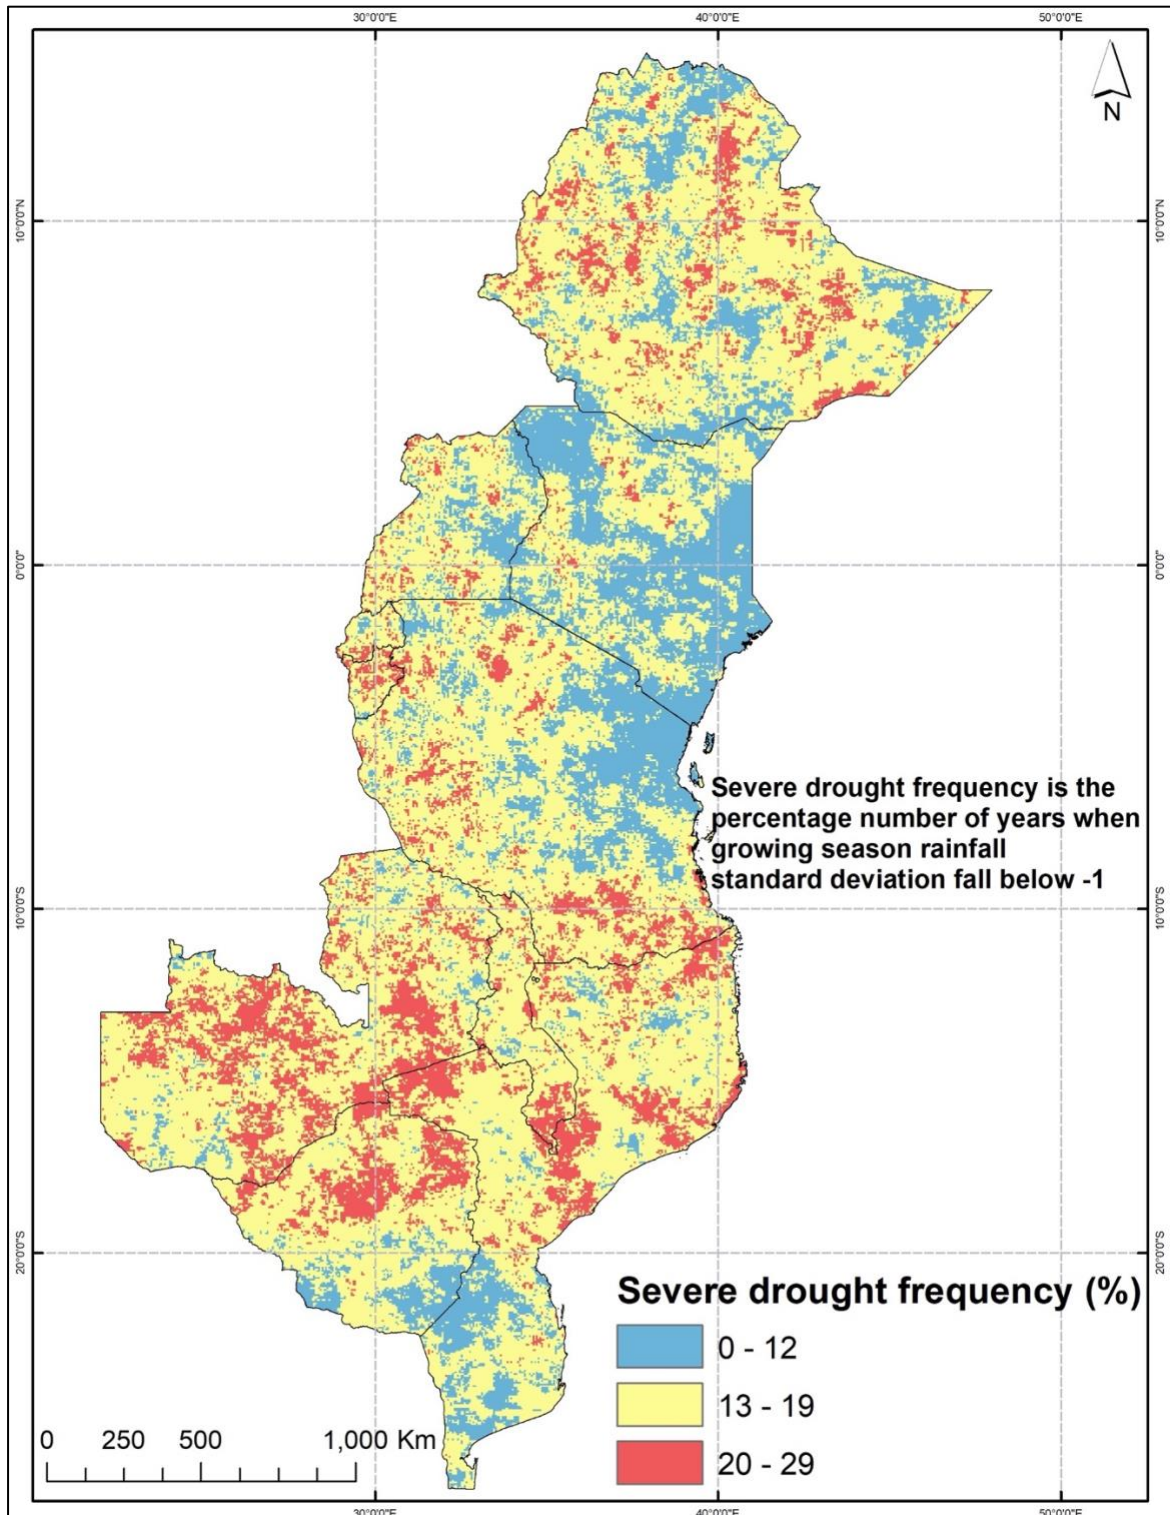 30°0'0"E
40°0'0"E
50°0'0"E
N
10°0'0"N
10°0'0"N
0°0'0"
0°0'0"
Severe drought frequency is the
percentage number of years when
growing season rainfall
standard deviation fall below -1
10°0'0"S
10°0'0"S
20°0'0"S
20°0'0"S
Severe drought frequency (%)
0 - 12
13 - 19
20 - 29
0 250 500 1,000 Km
30°0'0"E
40°0'0"E
50°0'0"E